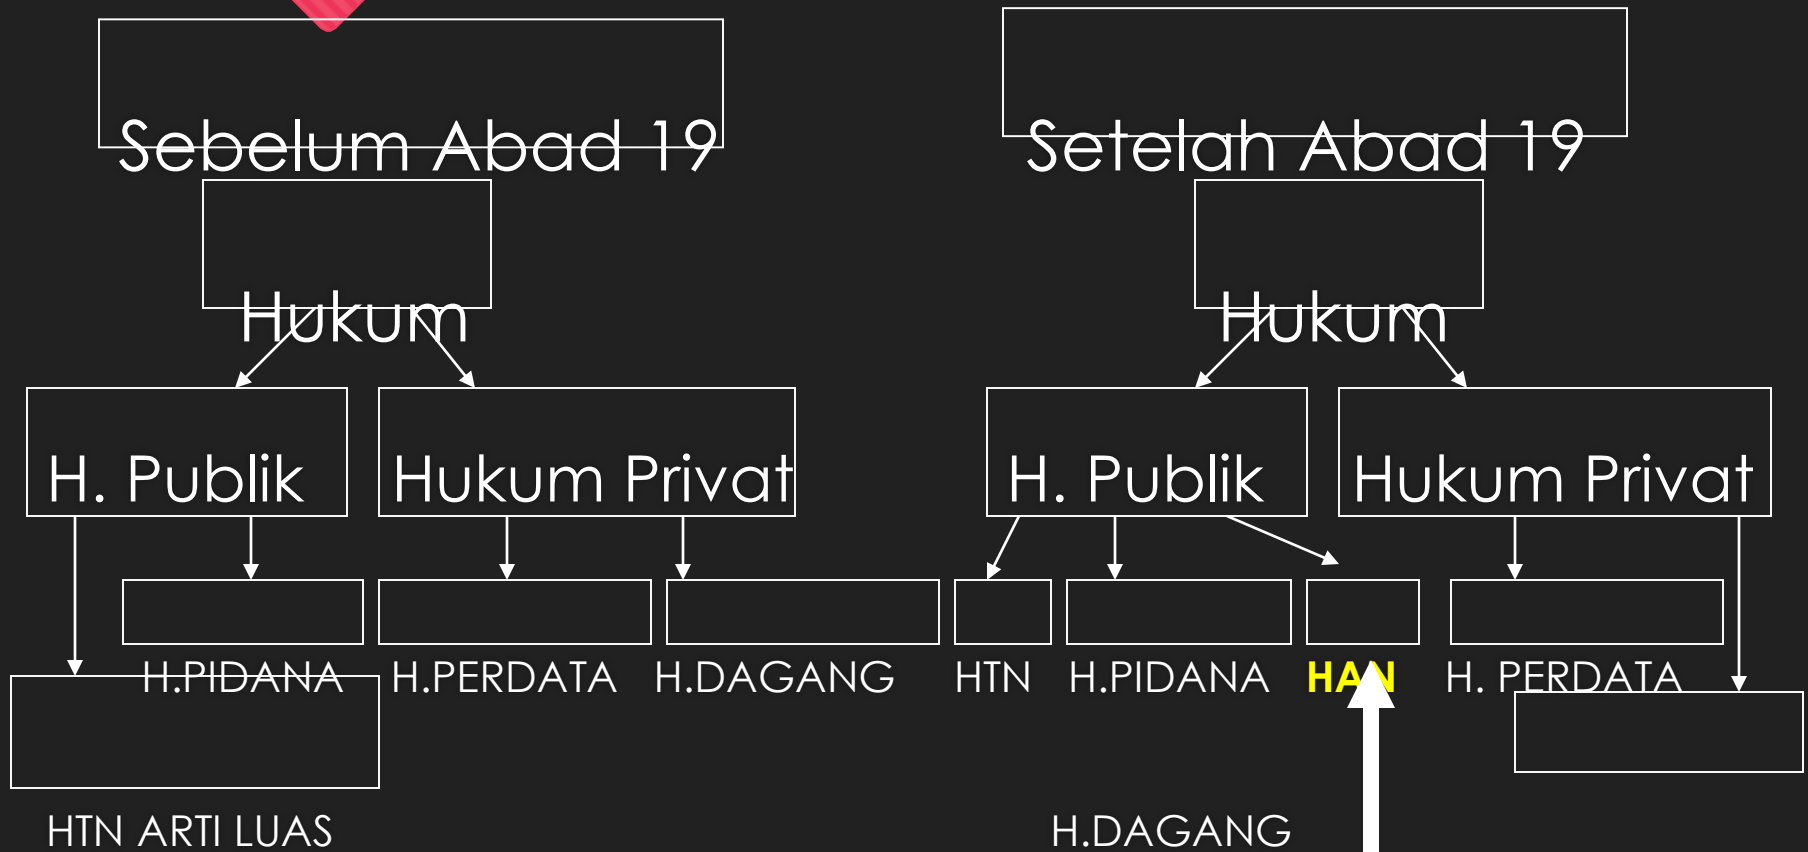 Sebelum Abad 19
Setelah Abad 19
Hukum
Hukum
H. Publik
Hukum Privat
H. Publik
Hukum Privat
H.PIDANA
H.PERDATA
H.DAGANG
HTN
H.PIDANA
HAN
H. PERDATA
HTN ARTI LUAS
H.DAGANG